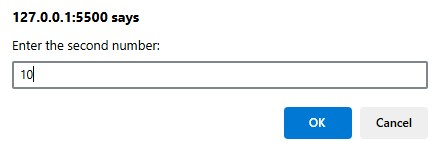 127.0.0.1:5500 says
Enter the second number:
10
OK
Cancel